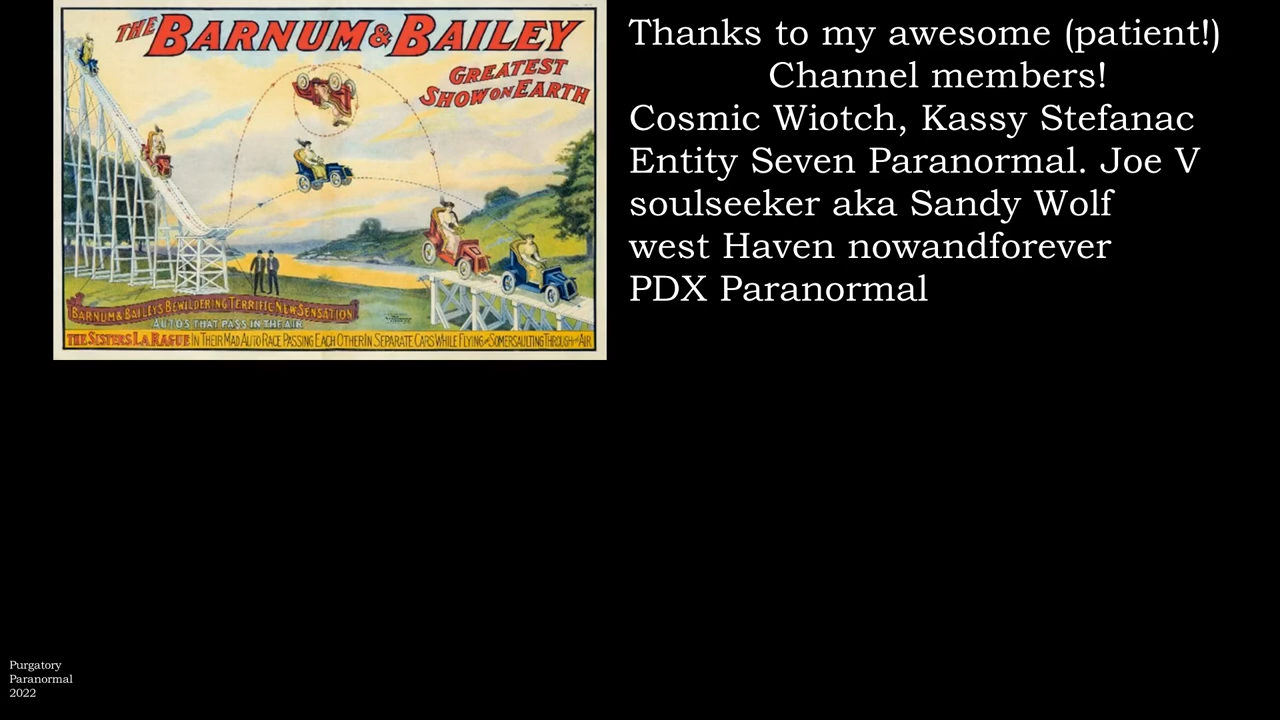 THE BARNUM & BAILEY
GREATEST
SHOW ON EARTH
BARNUM & BAILEY'S BEWILDERING TERRIFIC NEW SENSATION
AUTOS THAT PASS IN THE AIR
THE SISTERS LA RAGUE IN THEIR MAD AUTO RACE PASSING EACH OTHER IN SEPARATE CARS WHILE FLYING AND SOMERSAULTING THROUGH THE AIR
Thanks to my awesome (patient!)
Channel members!
Cosmic Wiotch, Kassy Stefanac
Entity Seven Paranormal. Joe V
soulseeker aka Sandy Wolf
west Haven nowandforever
PDX Paranormal
Purgatory
Paranormal
2022